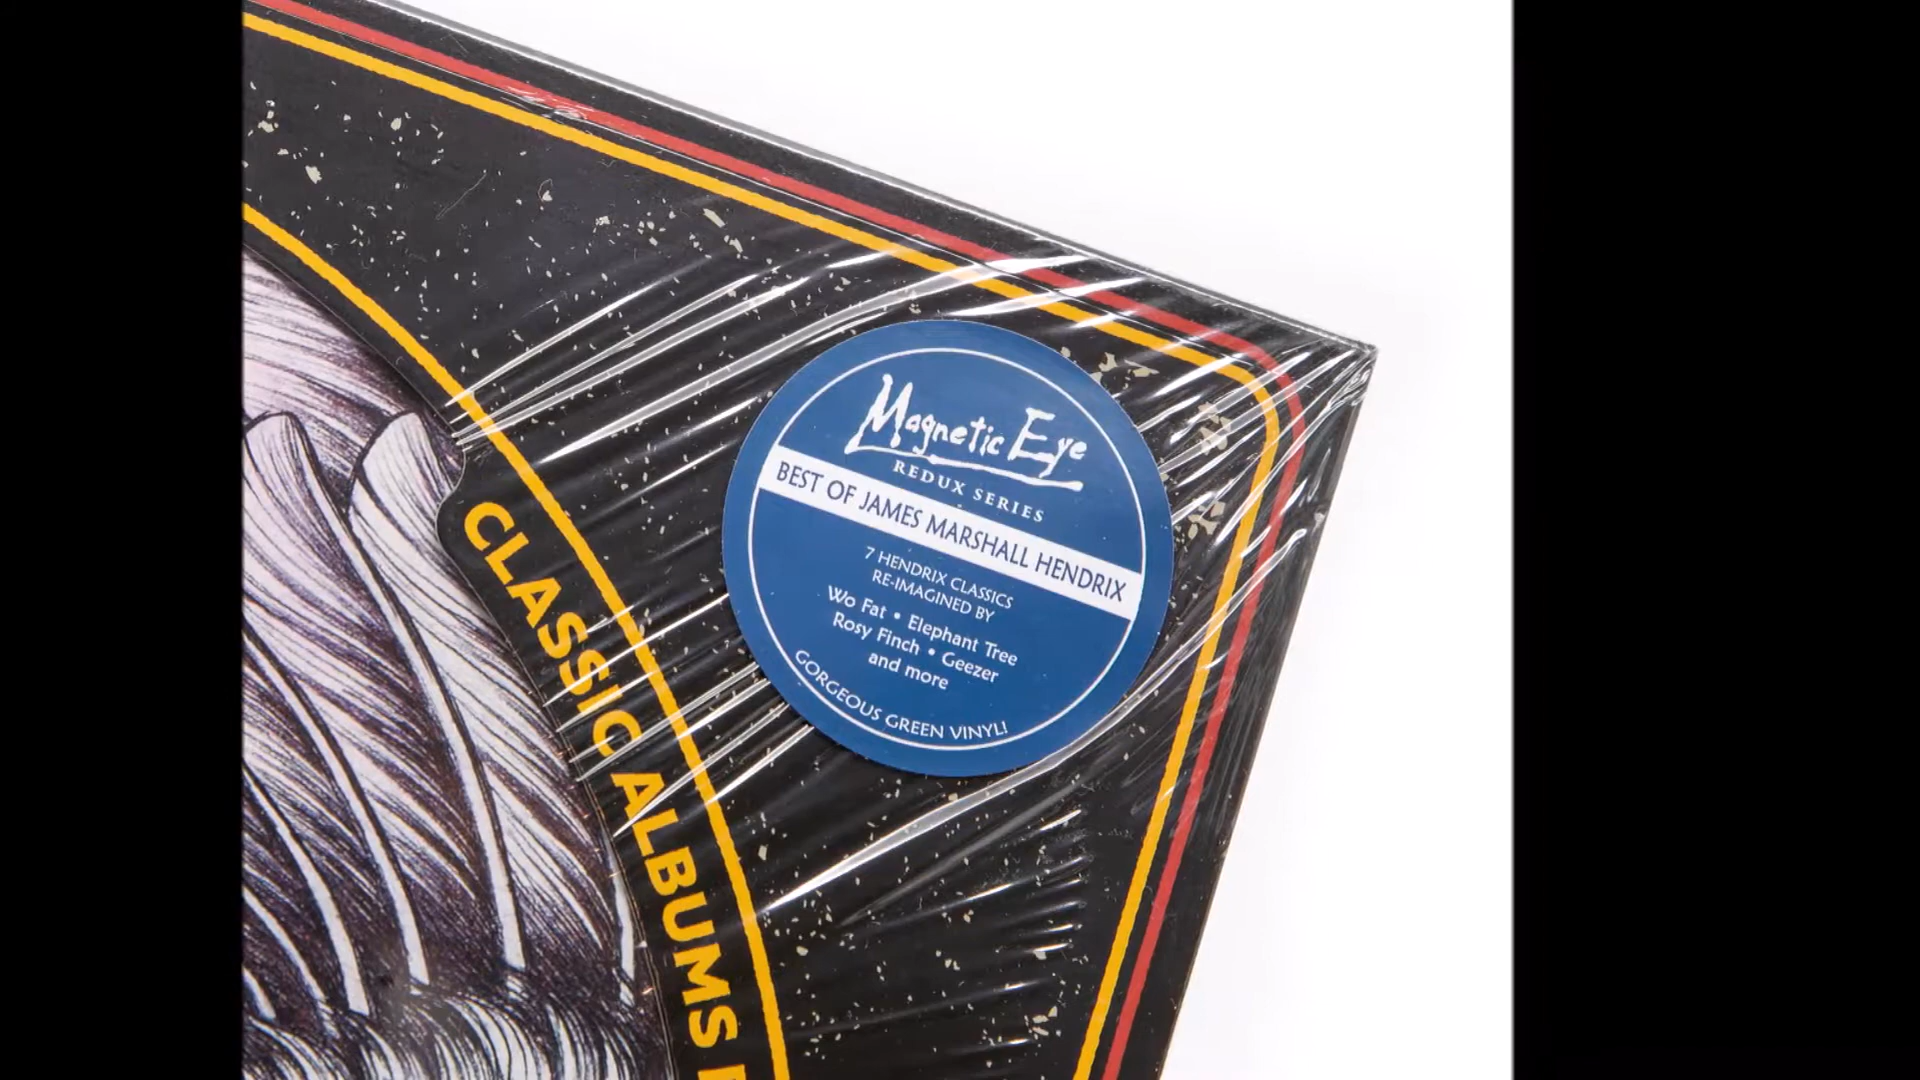 Magnetic Eye
REDUX SERIES
BEST OF JAMES MARSHALL HENDRIX
7 HENDRIX CLASSICS
RE-IMAGINED BY
Wo Fat • Elephant Tree
Rosy Finch • Geezer
and more
GORGEOUS GREEN VINYL!
CLASSIC ALBUMS